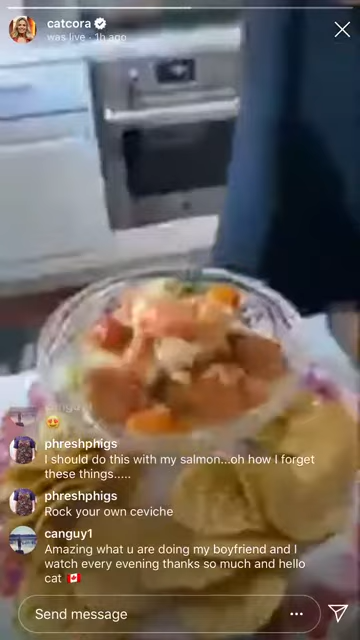 catcora
was live · 1h ago
canguy1
😍
phreshphigs
I should do this with my salmon...oh how I forget
these things.....
phreshphigs
Rock your own ceviche
canguy1
Amazing what u are doing my boyfriend and I
watch every evening thanks so much and hello
cat 🇨🇦
Send message